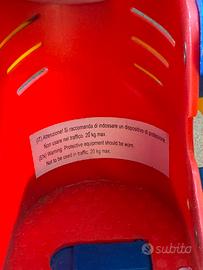 (IT) Attenzione! Si raccomanda di indossare un dispositivo di protezione.
Non usare nel traffico. 20 kg max.
(EN) Warning. Protective equipment should be worn.
Not to be used in traffic. 20 kg max.
subito